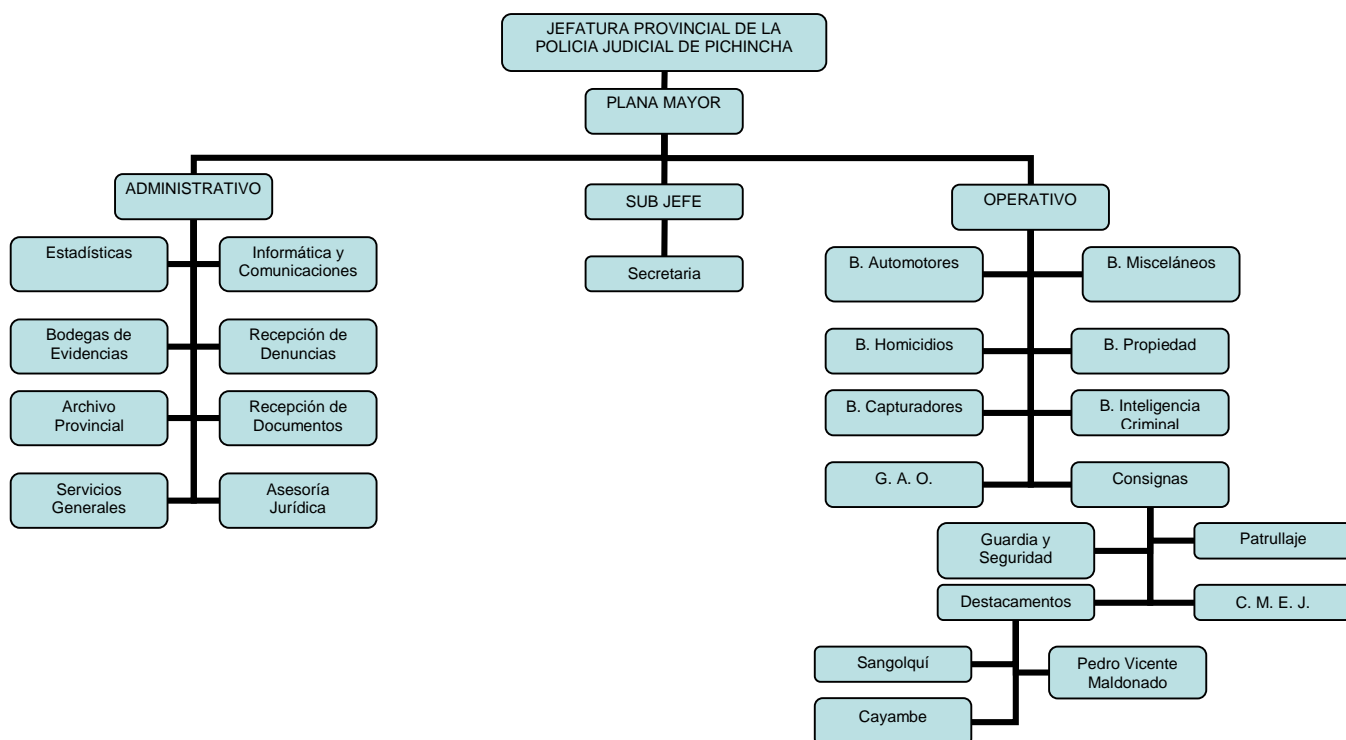 JEFATURA PROVINCIAL DE LA
POLICIA JUDICIAL DE PICHINCHA
PLANA MAYOR
ADMINISTRATIVO
SUB JEFE
OPERATIVO
Estadísticas
Informática y
Comunicaciones
Secretaria
B. Automotores
B. Misceláneos
Bodegas de
Evidencias
Recepción de
Denuncias
B. Homicidios
B. Propiedad
Archivo
Provincial
Recepción de
Documentos
B. Capturadores
B. Inteligencia
Criminal
Servicios
Generales
Asesoría
Jurídica
G. A. O.
Consignas
Guardia y
Seguridad
Patrullaje
Destacamentos
C. M. E. J.
Sangolquí
Pedro Vicente
Maldonado
Cayambe